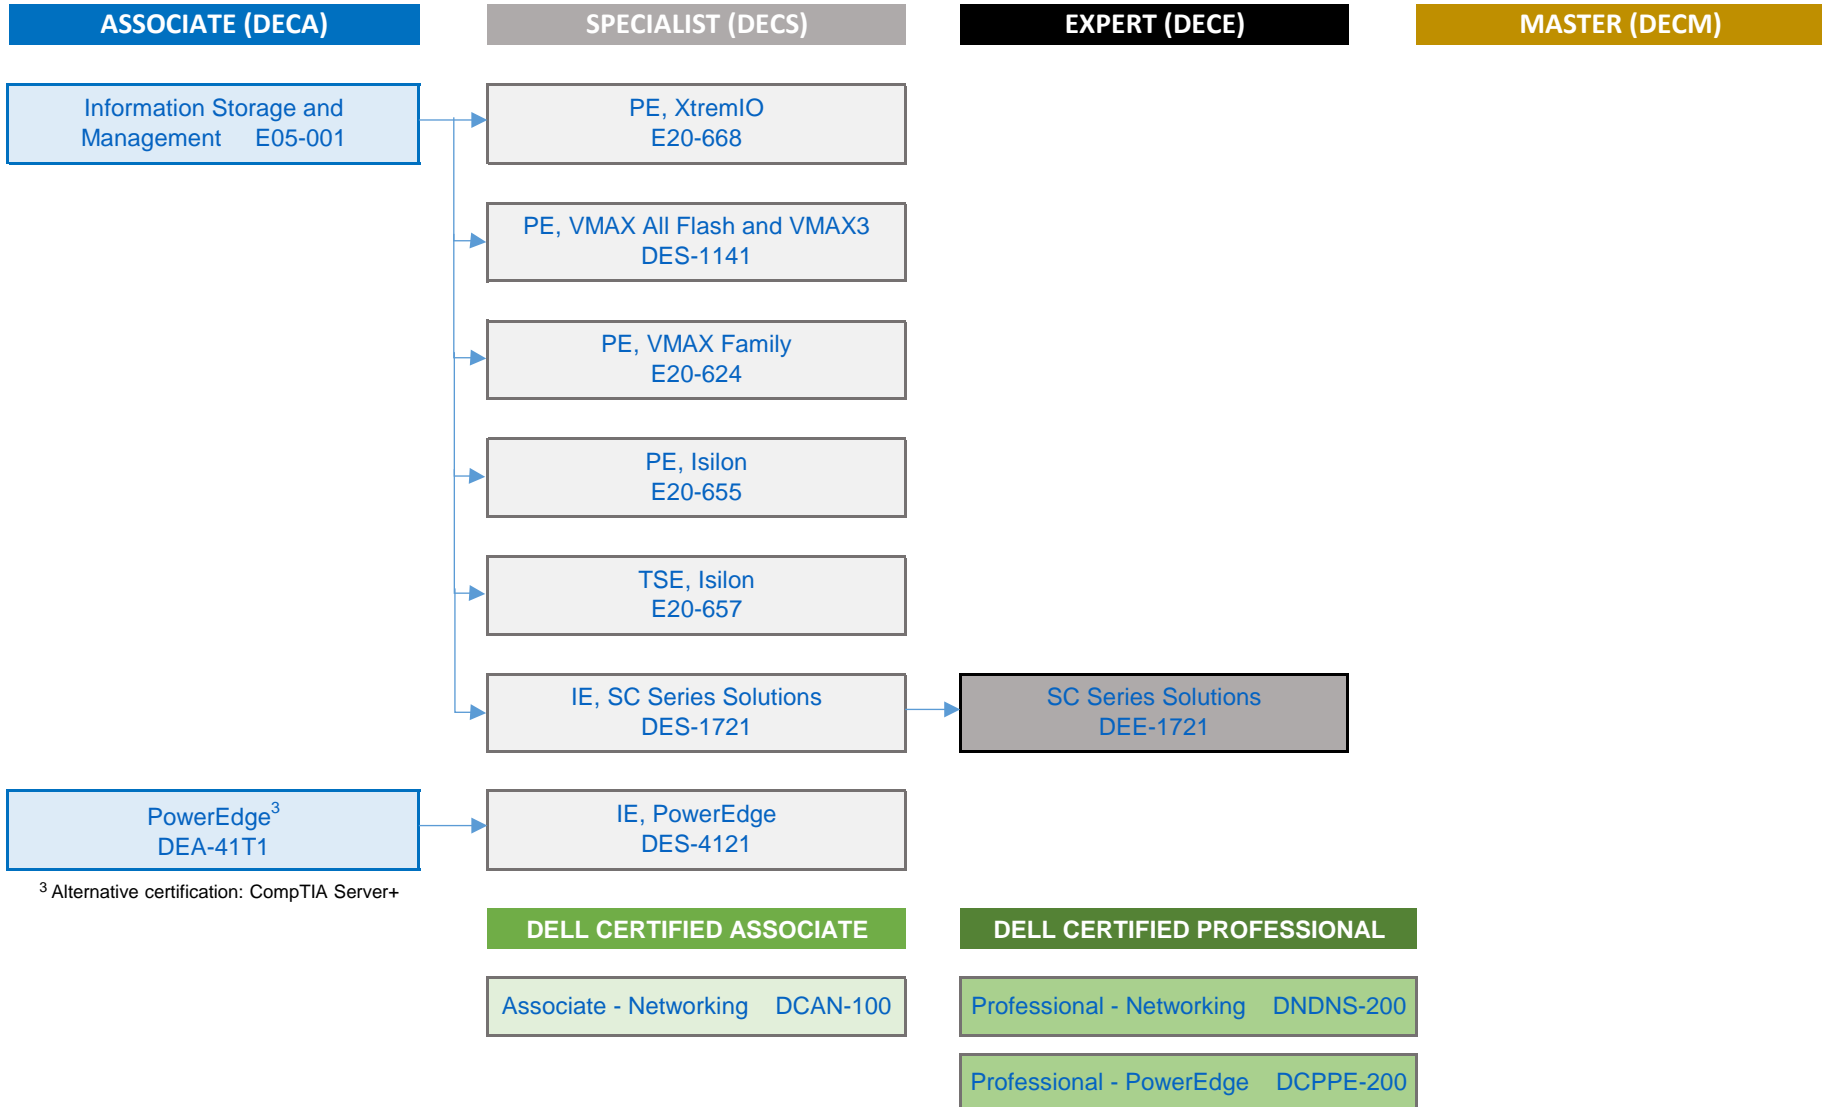 ASSOCIATE (DECA)
SPECIALIST (DECS)
EXPERT (DECE)
MASTER (DECM)
Information Storage and
Management E05-001
PE, XtremIO
E20-668
PE, VMAX All Flash and VMAX3
DES-1141
PE, VMAX Family
E20-624
PE, Isilon
E20-655
TSE, Isilon
E20-657
IE, SC Series Solutions
DES-1721
SC Series Solutions
DEE-1721
PowerEdge3
DEA-41T1
IE, PowerEdge
DES-4121
3 Alternative certification: CompTIA Server+
DELL CERTIFIED ASSOCIATE
DELL CERTIFIED PROFESSIONAL
Associate - Networking DCAN-100
Professional - Networking DNDNS-200
Professional - PowerEdge DCPPE-200